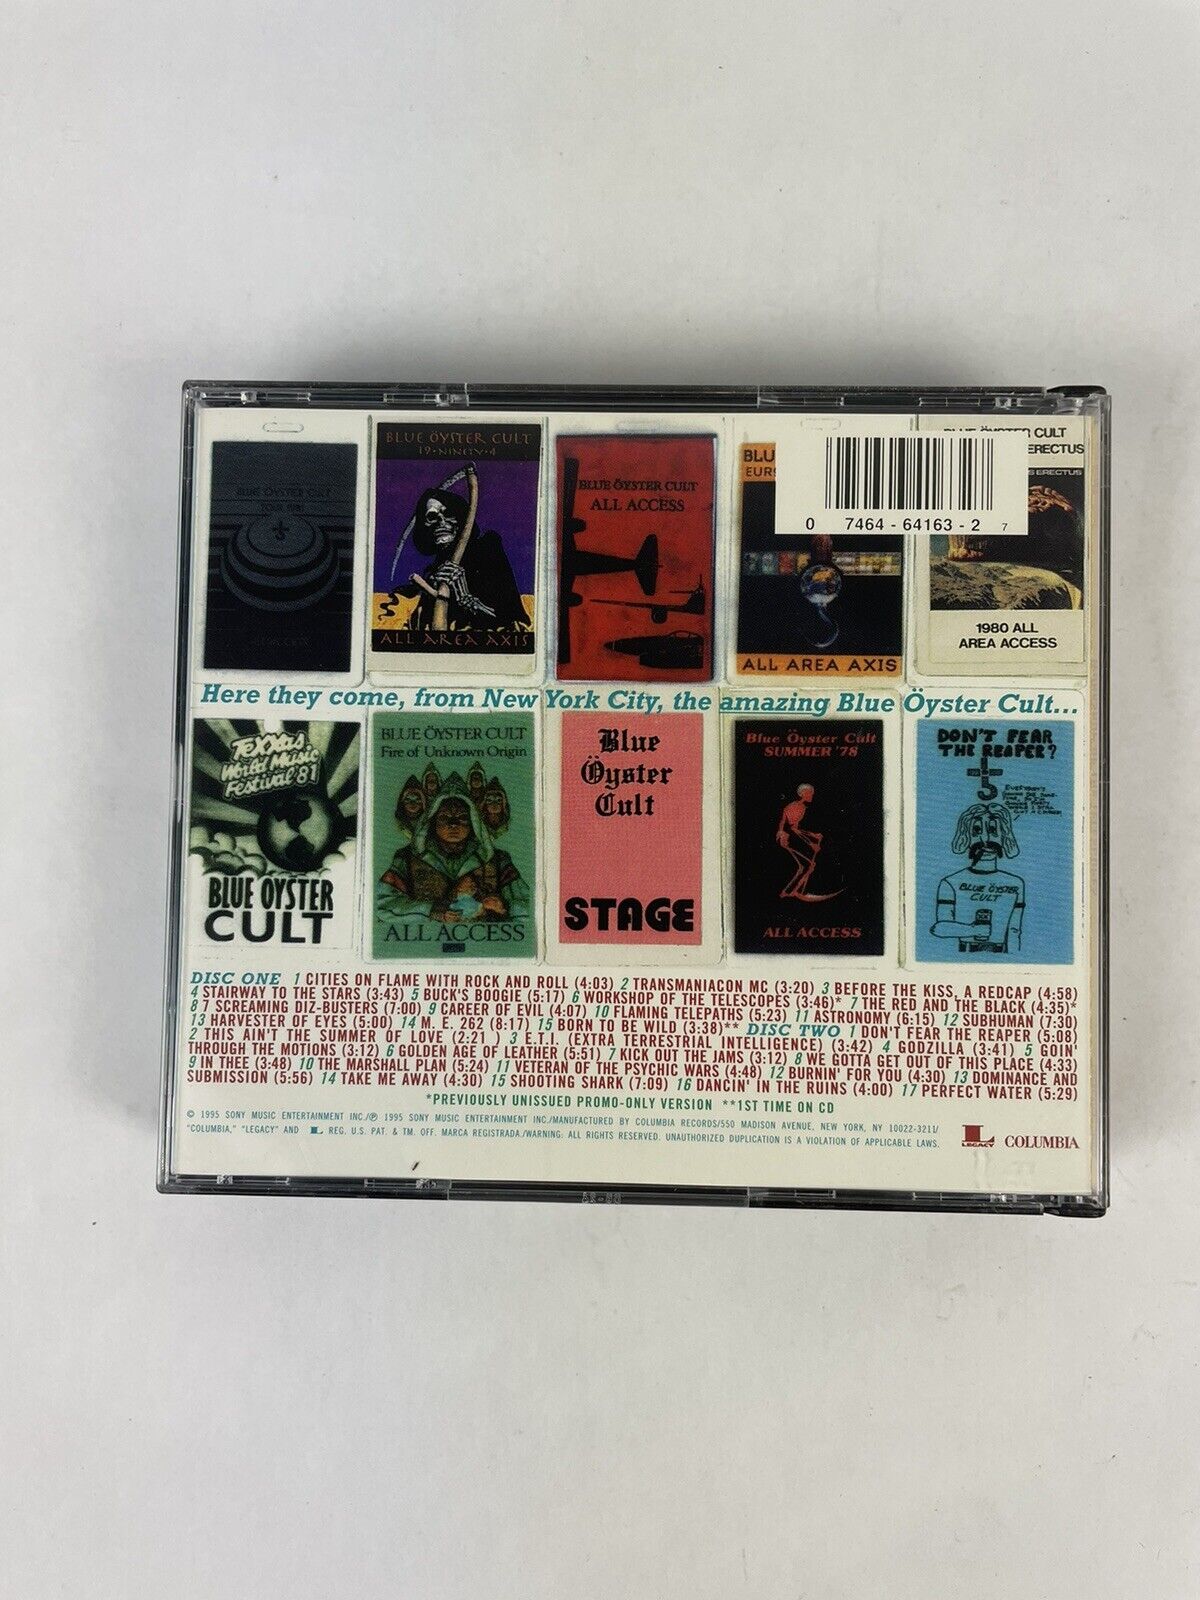 BLUE ÖYSTER CULT
BLUE ÖYSTER CULT
19·NINETY·4
ALL AREA AXIS
BLUE ÖYSTER CULT
ALL ACCESS
BLU
EUR
ALL AREA AXIS
0 7464-64163-2 7
CULT
ERECTUS
S ERECTUS
1980 ALL
AREA ACCESS
Here they come, from New York City, the amazing Blue Öyster Cult...
TeXXas
World Music
Festival '81
BLUE OYSTER
CULT
BLUE ÖYSTER CULT
Fire of Unknown Origin
ALL ACCESS
Blue
Öyster
Cult
STAGE
Blue Öyster Cult
SUMMER '78
ALL ACCESS
DON'T FEAR
THE REAPER?
BLUE ÖYSTER
CULT
DISC ONE 1 CITIES ON FLAME WITH ROCK AND ROLL (4:03) 2 TRANSMANIACON MC (3:20) 3 BEFORE THE KISS, A REDCAP (4:58)
4 STAIRWAY TO THE STARS (3:43) 5 BUCK'S BOOGIE (5:17) 6 WORKSHOP OF THE TELESCOPES (3:46)* 7 THE RED AND THE BLACK (4:35)*
8 7 SCREAMING DIZ-BUSTERS (7:00) 9 CAREER OF EVIL (4:07) 10 FLAMING TELEPATHS (5:23) 11 ASTRONOMY (6:15) 12 SUBHUMAN (7:30)
13 HARVESTER OF EYES (5:00) 14 M. E. 262 (8:17) 15 BORN TO BE WILD (3:38)** DISC TWO 1 DON'T FEAR THE REAPER (5:08)
2 THIS AIN'T THE SUMMER OF LOVE (2:21 ) 3 E.T.I. (EXTRA TERRESTRIAL INTELLIGENCE) (3:42) 4 GODZILLA (3:41) 5 GOIN'
THROUGH THE MOTIONS (3:12) 6 GOLDEN AGE OF LEATHER (5:51) 7 KICK OUT THE JAMS (3:12) 8 WE GOTTA GET OUT OF THIS PLACE (4:33)
9 IN THEE (3:48) 10 THE MARSHALL PLAN (5:24) 11 VETERAN OF THE PSYCHIC WARS (4:48) 12 BURNIN' FOR YOU (4:30) 13 DOMINANCE AND
SUBMISSION (5:56) 14 TAKE ME AWAY (4:30) 15 SHOOTING SHARK (7:09) 16 DANCIN' IN THE RUINS (4:00) 17 PERFECT WATER (5:29)
*PREVIOUSLY UNISSUED PROMO-ONLY VERSION **1ST TIME ON CD
© 1995 SONY MUSIC ENTERTAINMENT INC./℗ 1995 SONY MUSIC ENTERTAINMENT INC./MANUFACTURED BY COLUMBIA RECORDS/550 MADISON AVENUE, NEW YORK, NY 10022-3211/
"COLUMBIA," "LEGACY" AND L REG. U.S. PAT. & TM. OFF. MARCA REGISTRADA./WARNING: ALL RIGHTS RESERVED. UNAUTHORIZED DUPLICATION IS A VIOLATION OF APPLICABLE LAWS.
LEGACY COLUMBIA